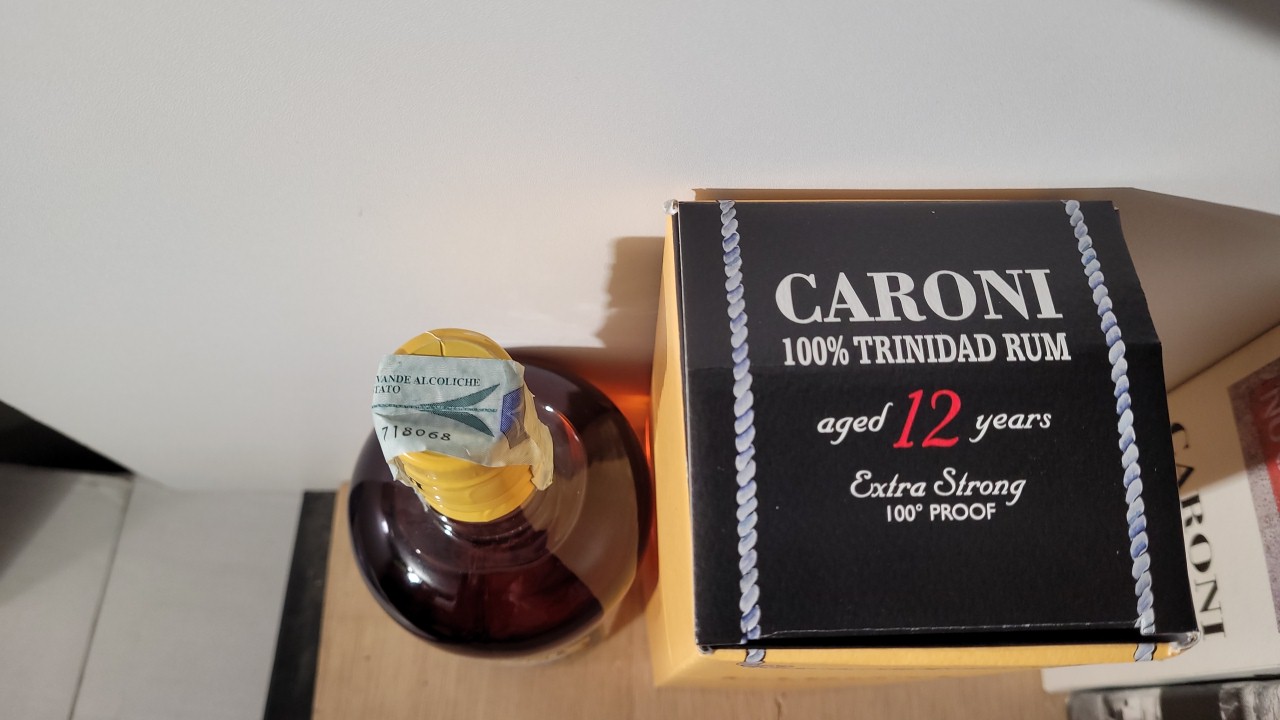 VANDE ALCOLICHE
TATO
718068
CARONI
100% TRINIDAD RUM
aged 12 years
Extra Strong
100° PROOF
CARONI